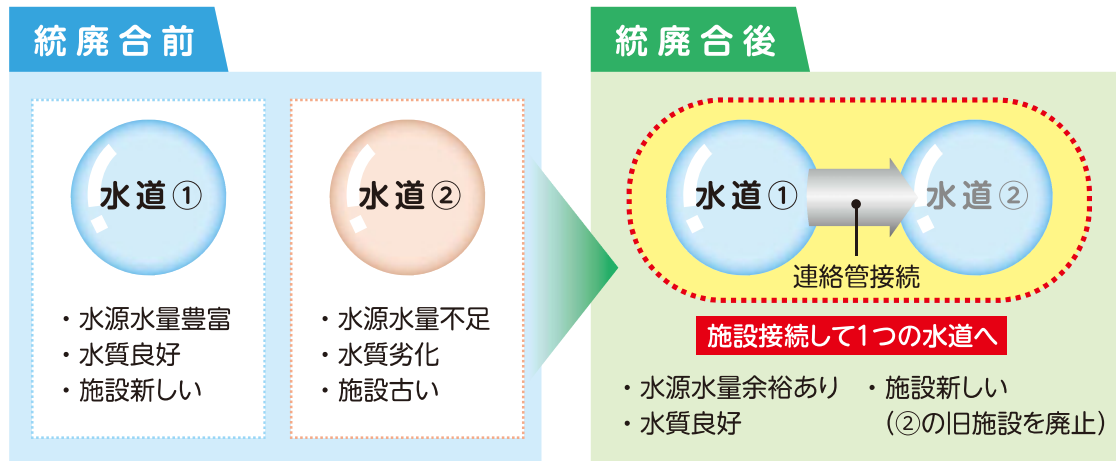 統廃合前
水道①
・水源水量豊富
・水質良好
・施設新しい
水道②
・水源水量不足
・水質劣化
・施設古い
統廃合後
水道①
水道②
連絡管接続
施設接続して1つの水道へ
・水源水量余裕あり
・水質良好
・施設新しい
（②の旧施設を廃止）